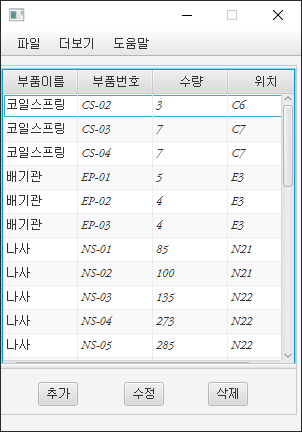 파일 더보기 도움말
부품이름 부품번호 수량 위치
코일스프링 CS-02 3 C6
코일스프링 CS-03 7 C7
코일스프링 CS-04 7 C7
배기관 EP-01 5 E3
배기관 EP-02 4 E3
배기관 EP-03 4 E3
나사 NS-01 85 N21
나사 NS-02 100 N21
나사 NS-03 135 N22
나사 NS-04 273 N22
나사 NS-05 285 N22
추가 수정 삭제